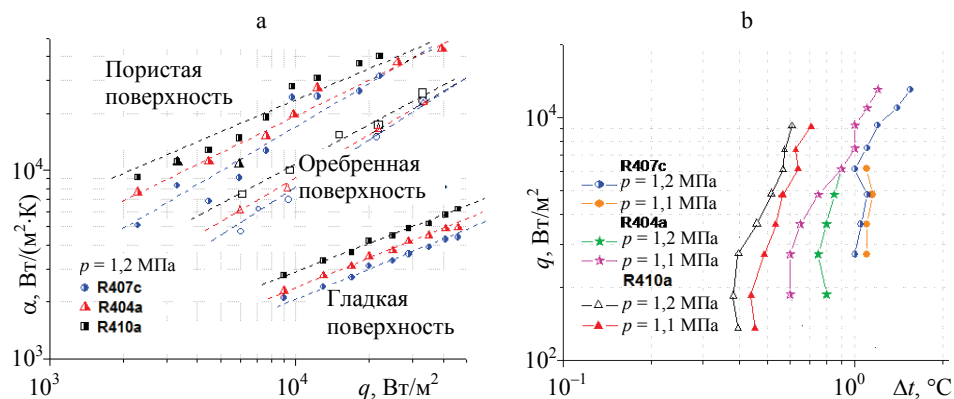 a
α, Вт/(м²·К)
10⁴
10³
Пористая
поверхность
Оребренная
поверхность
Гладкая
поверхность
p = 1,2 МПа
R407c
R404a
R410a
10³
10⁴
q, Вт/м²
b
q, Вт/м²
10⁴
10²
R407c
p = 1,2 МПа
p = 1,1 МПа
R404a
p = 1,2 МПа
p = 1,1 МПа
R410a
p = 1,2 МПа
p = 1,1 МПа
10⁻¹
10⁰
Δt, °C